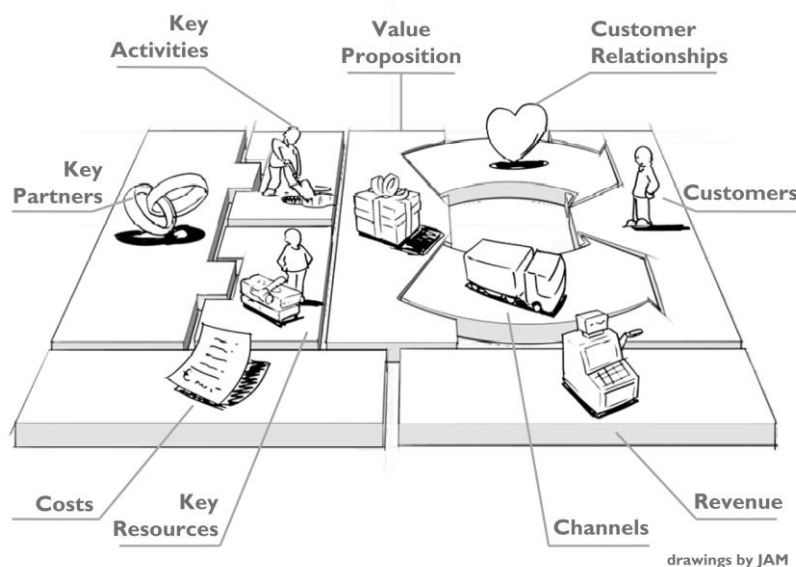 Key
Activities
Value
Proposition
Customer
Relationships
Key
Partners
Customers
Costs
Key
Resources
Channels
Revenue
drawings by JAM